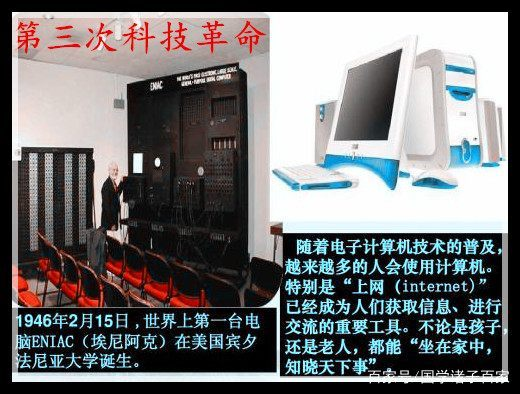 第三次科技革命
ENIAC
THE WORLD'S FIRST ELECTRONIC, LARGE SCALE,
GENERAL-PURPOSE DIGITAL COMPUTER
1946年2月15日，世界上第一台电
脑ENIAC（埃尼阿克）在美国宾夕
法尼亚大学诞生。
随着电子计算机技术的普及，
越来越多的人会使用计算机。
特别是“上网（internet）”
已经成为人们获取信息、进行
交流的重要工具。不论是孩子，
还是老人，都能“坐在家中，
知晓天下事”，
百家号/国学诸子百家